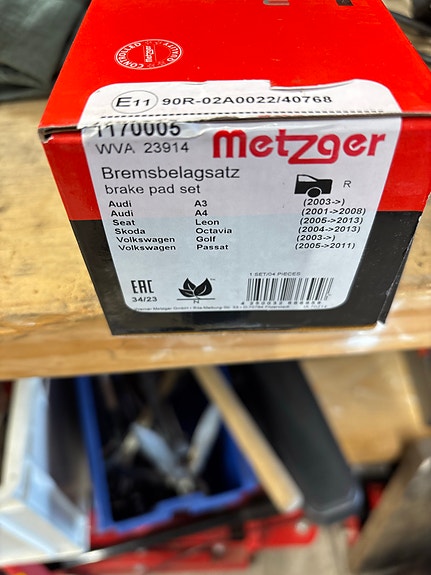 CONTROLLED
Metzger
E11 90R-02A0022/40768
1170005
WVA 23914
Metzger
Bremsbelagsatz
brake pad set
R
Audi A3 (2003->)
Audi A4 (2001->2008)
Seat Leon (2005->2013)
Skoda Octavia (2004->2013)
Volkswagen Golf (2003->)
Volkswagen Passat (2005->2011)
1 SET/04 PIECES
EAC
34/23
N